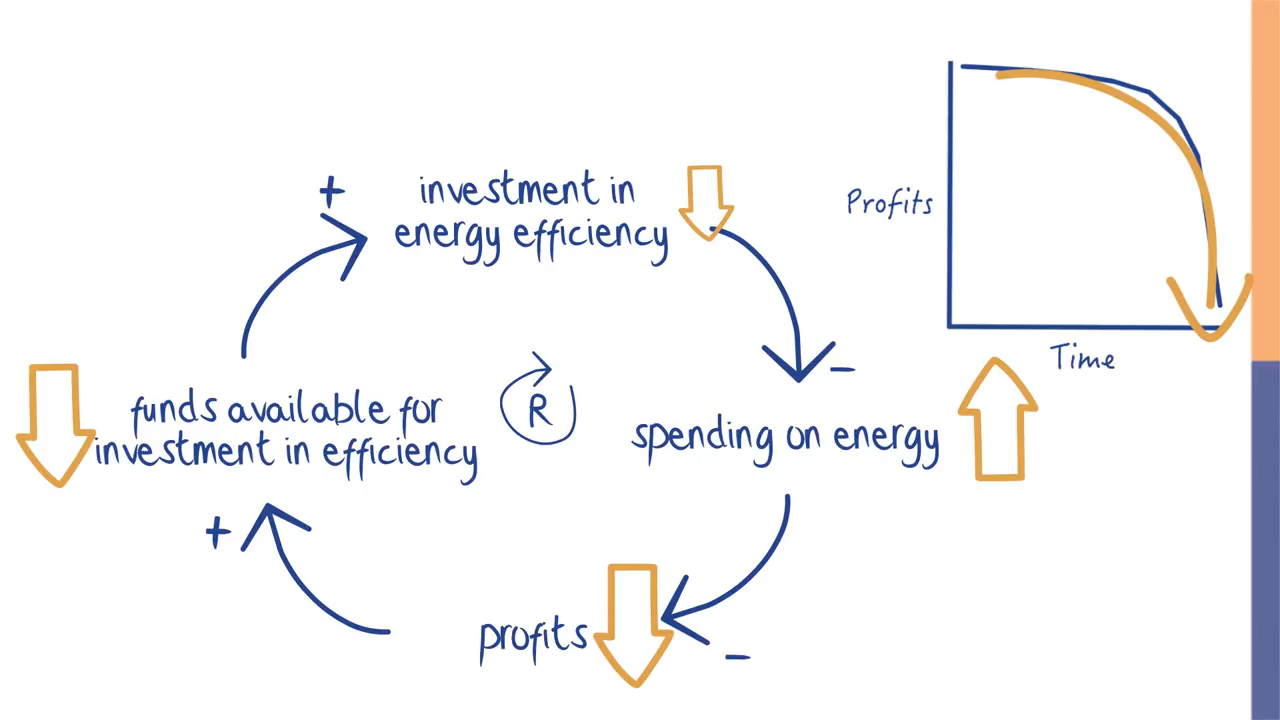 +
investment in
energy efficiency
Profits
Time
−
funds available for
investment in efficiency
R
spending on energy
+
profits
−